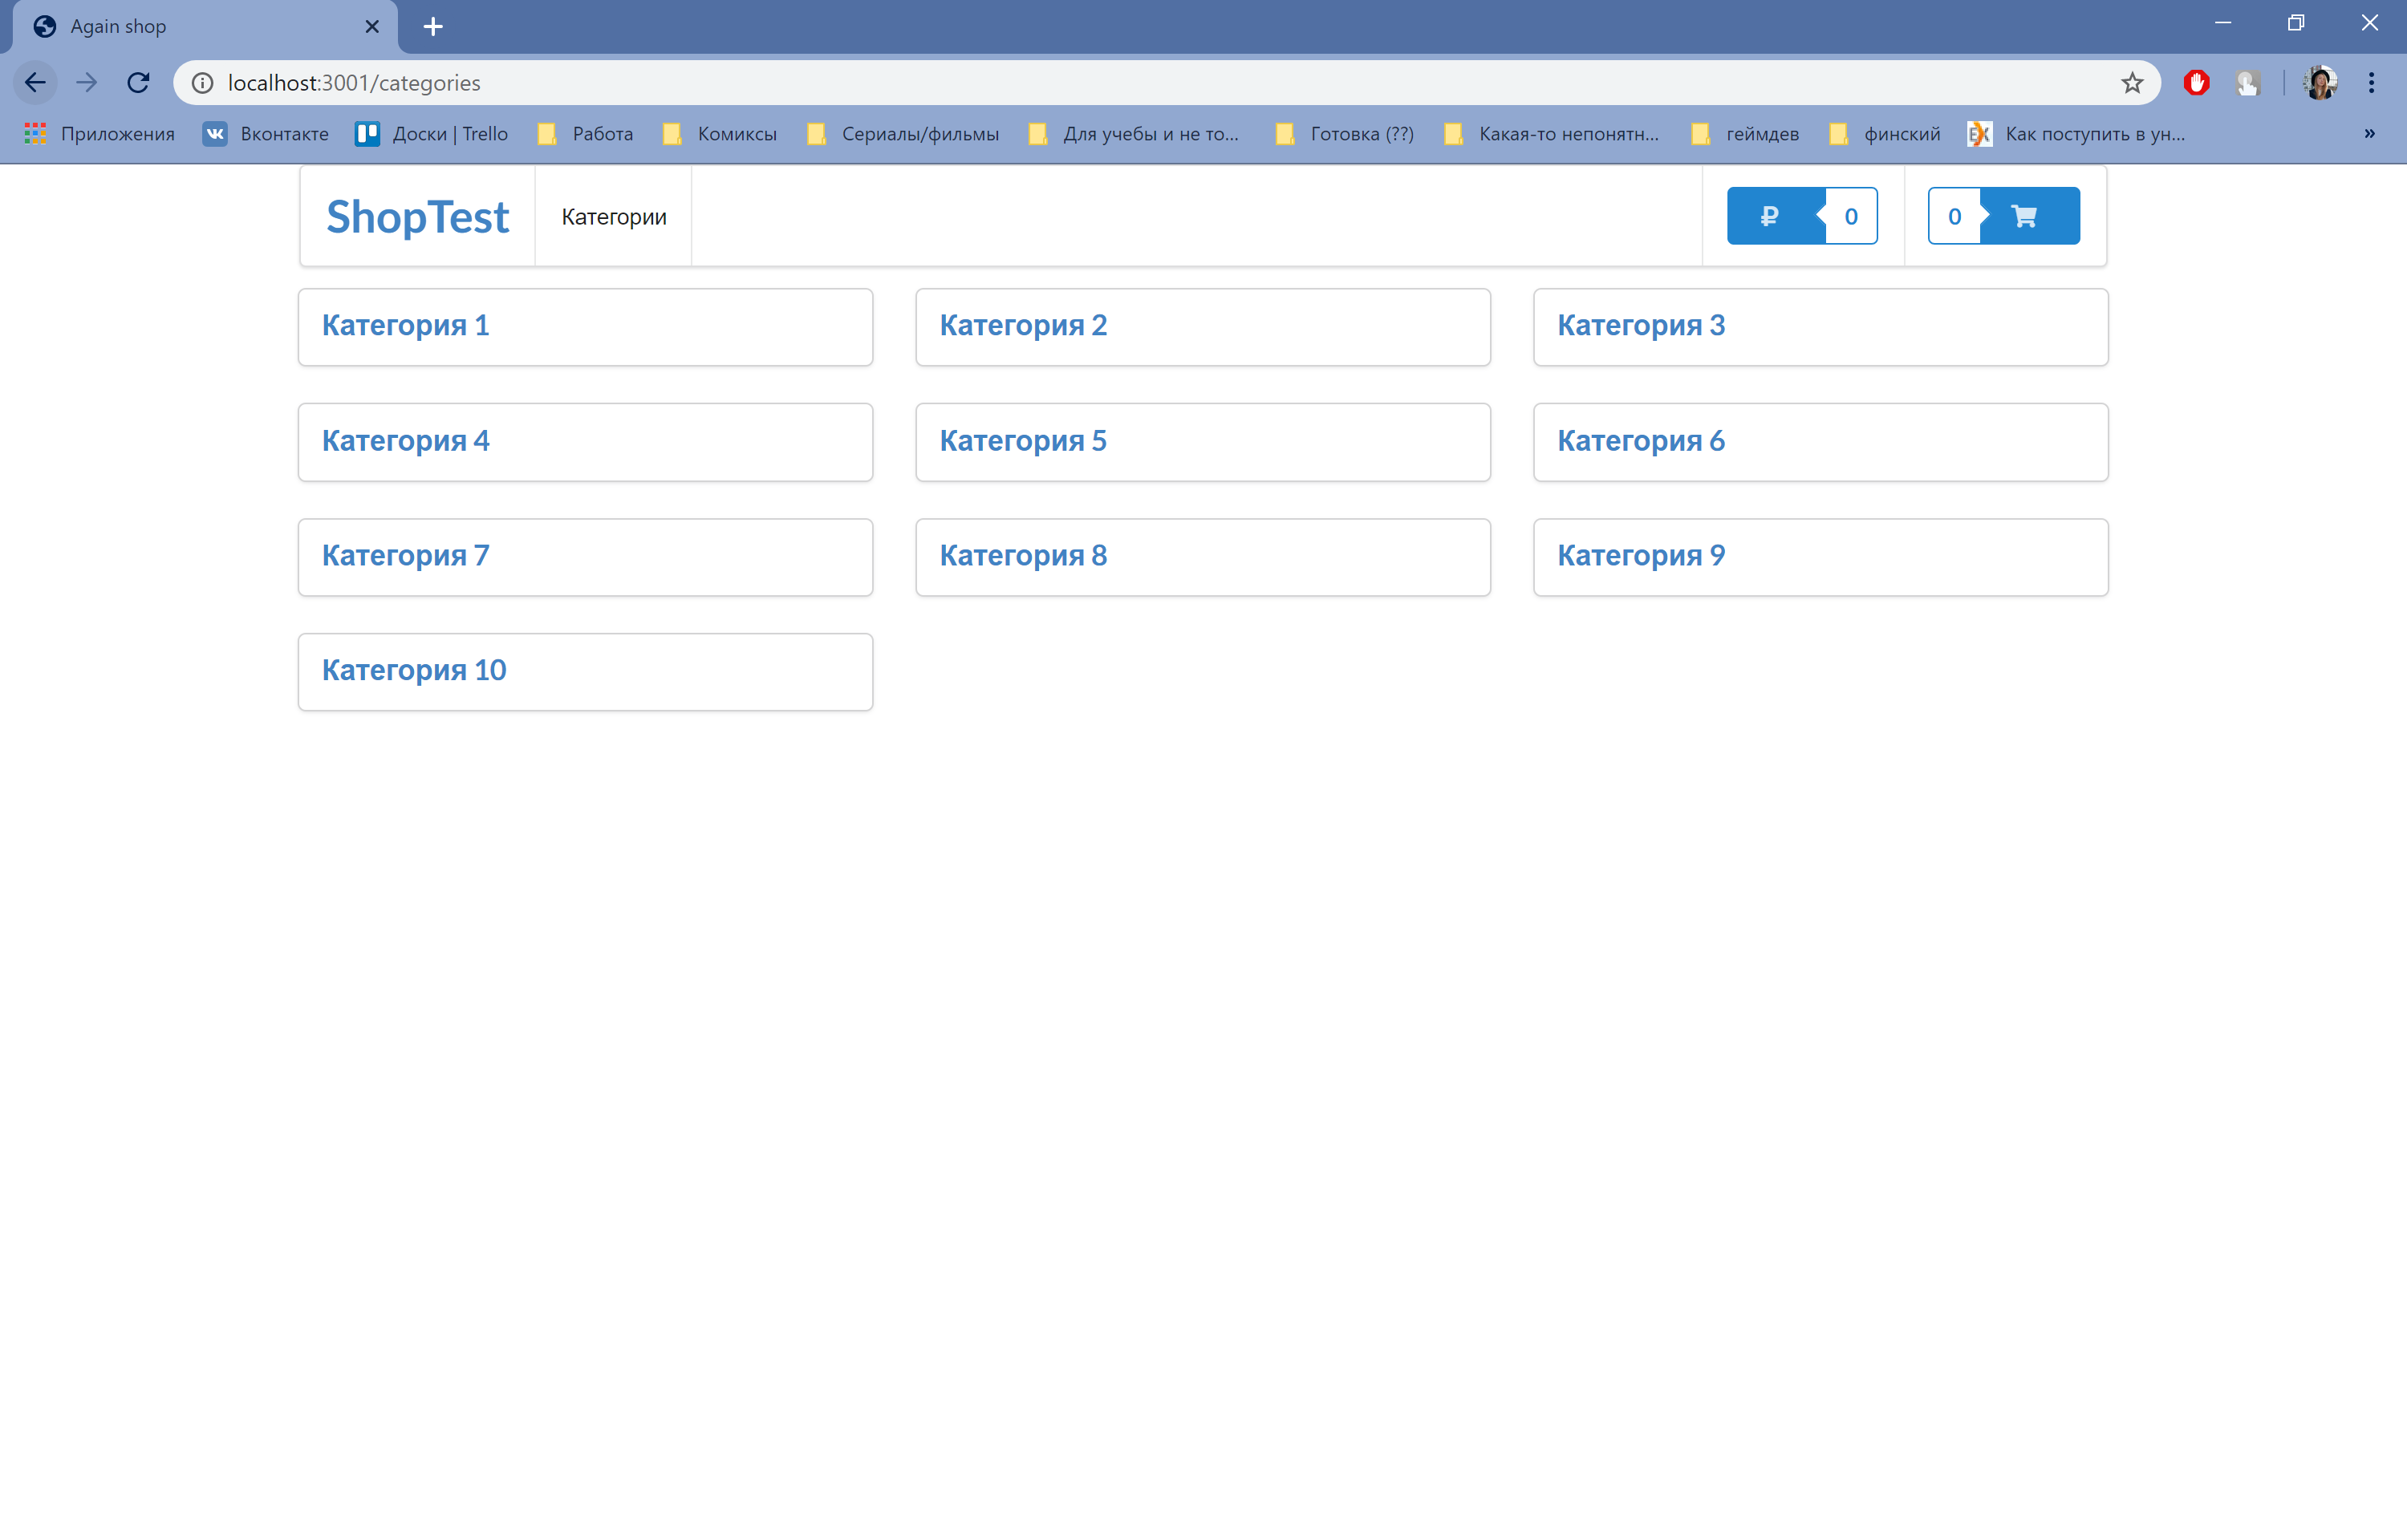 Again shop
localhost:3001/categories
Приложения Вконтакте Доски | Trello Работа Комиксы Сериалы/фильмы Для учебы и не то... Готовка (??) Какая-то непонятн... геймдев финский Как поступить в ун... »
ShopTest Категории ₽ 0 0
Категория 1 Категория 2 Категория 3
Категория 4 Категория 5 Категория 6
Категория 7 Категория 8 Категория 9
Категория 10